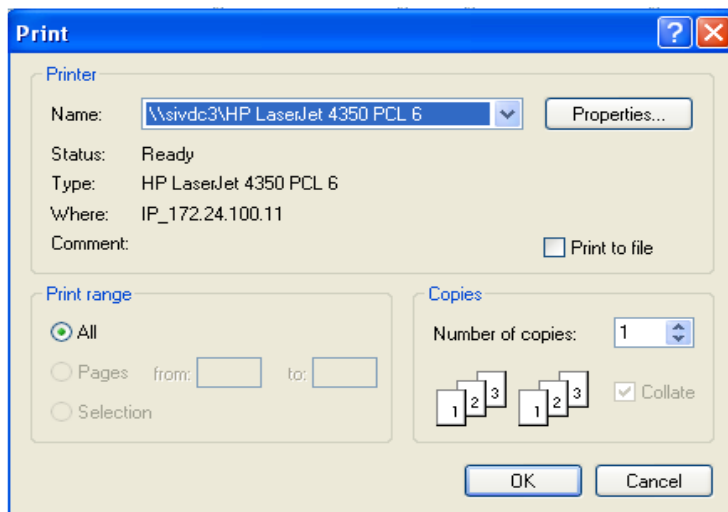 Print
Printer
Name: \\sivdc3\HP LaserJet 4350 PCL 6 Properties...
Status: Ready
Type: HP LaserJet 4350 PCL 6
Where: IP_172.24.100.11
Comment: Print to file
Print range
All
Pages from: to:
Selection
Copies
Number of copies: 1
1 2 3 1 2 3 Collate
OK Cancel